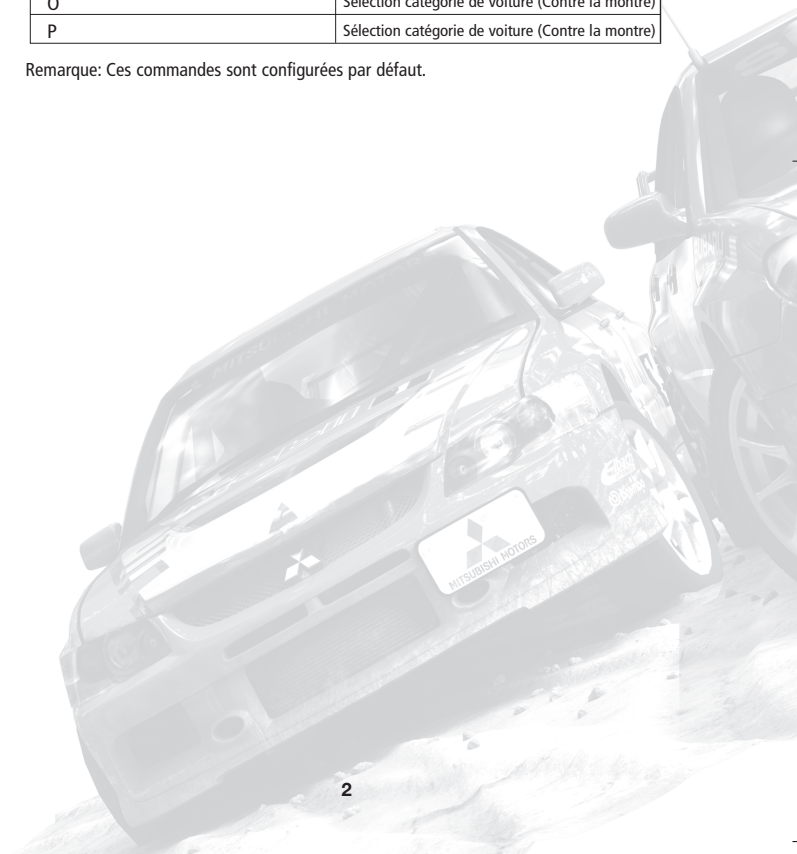 O Sélection catégorie de voiture (Contre la montre)
P Sélection catégorie de voiture (Contre la montre)
Remarque: Ces commandes sont configurées par défaut.
MITSUBISHI MOTORS
2